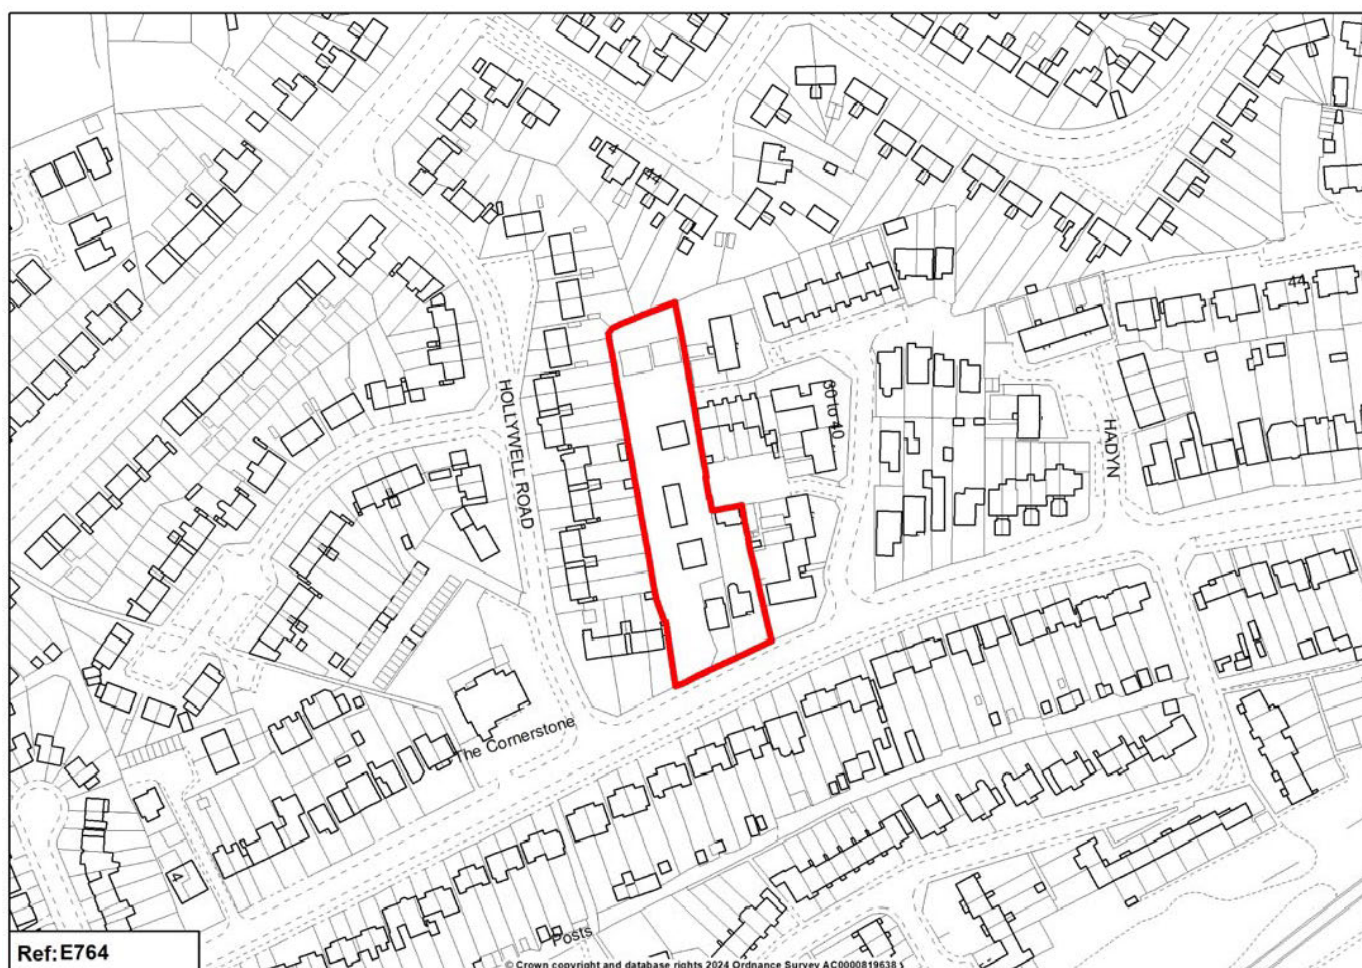 44
44
HOLLYWELL ROAD
30 to 40
HADYN
The Cornerstone
4
Posts
Ref:E764
© Crown copyright and database rights 2024 Ordnance Survey AC0000819638